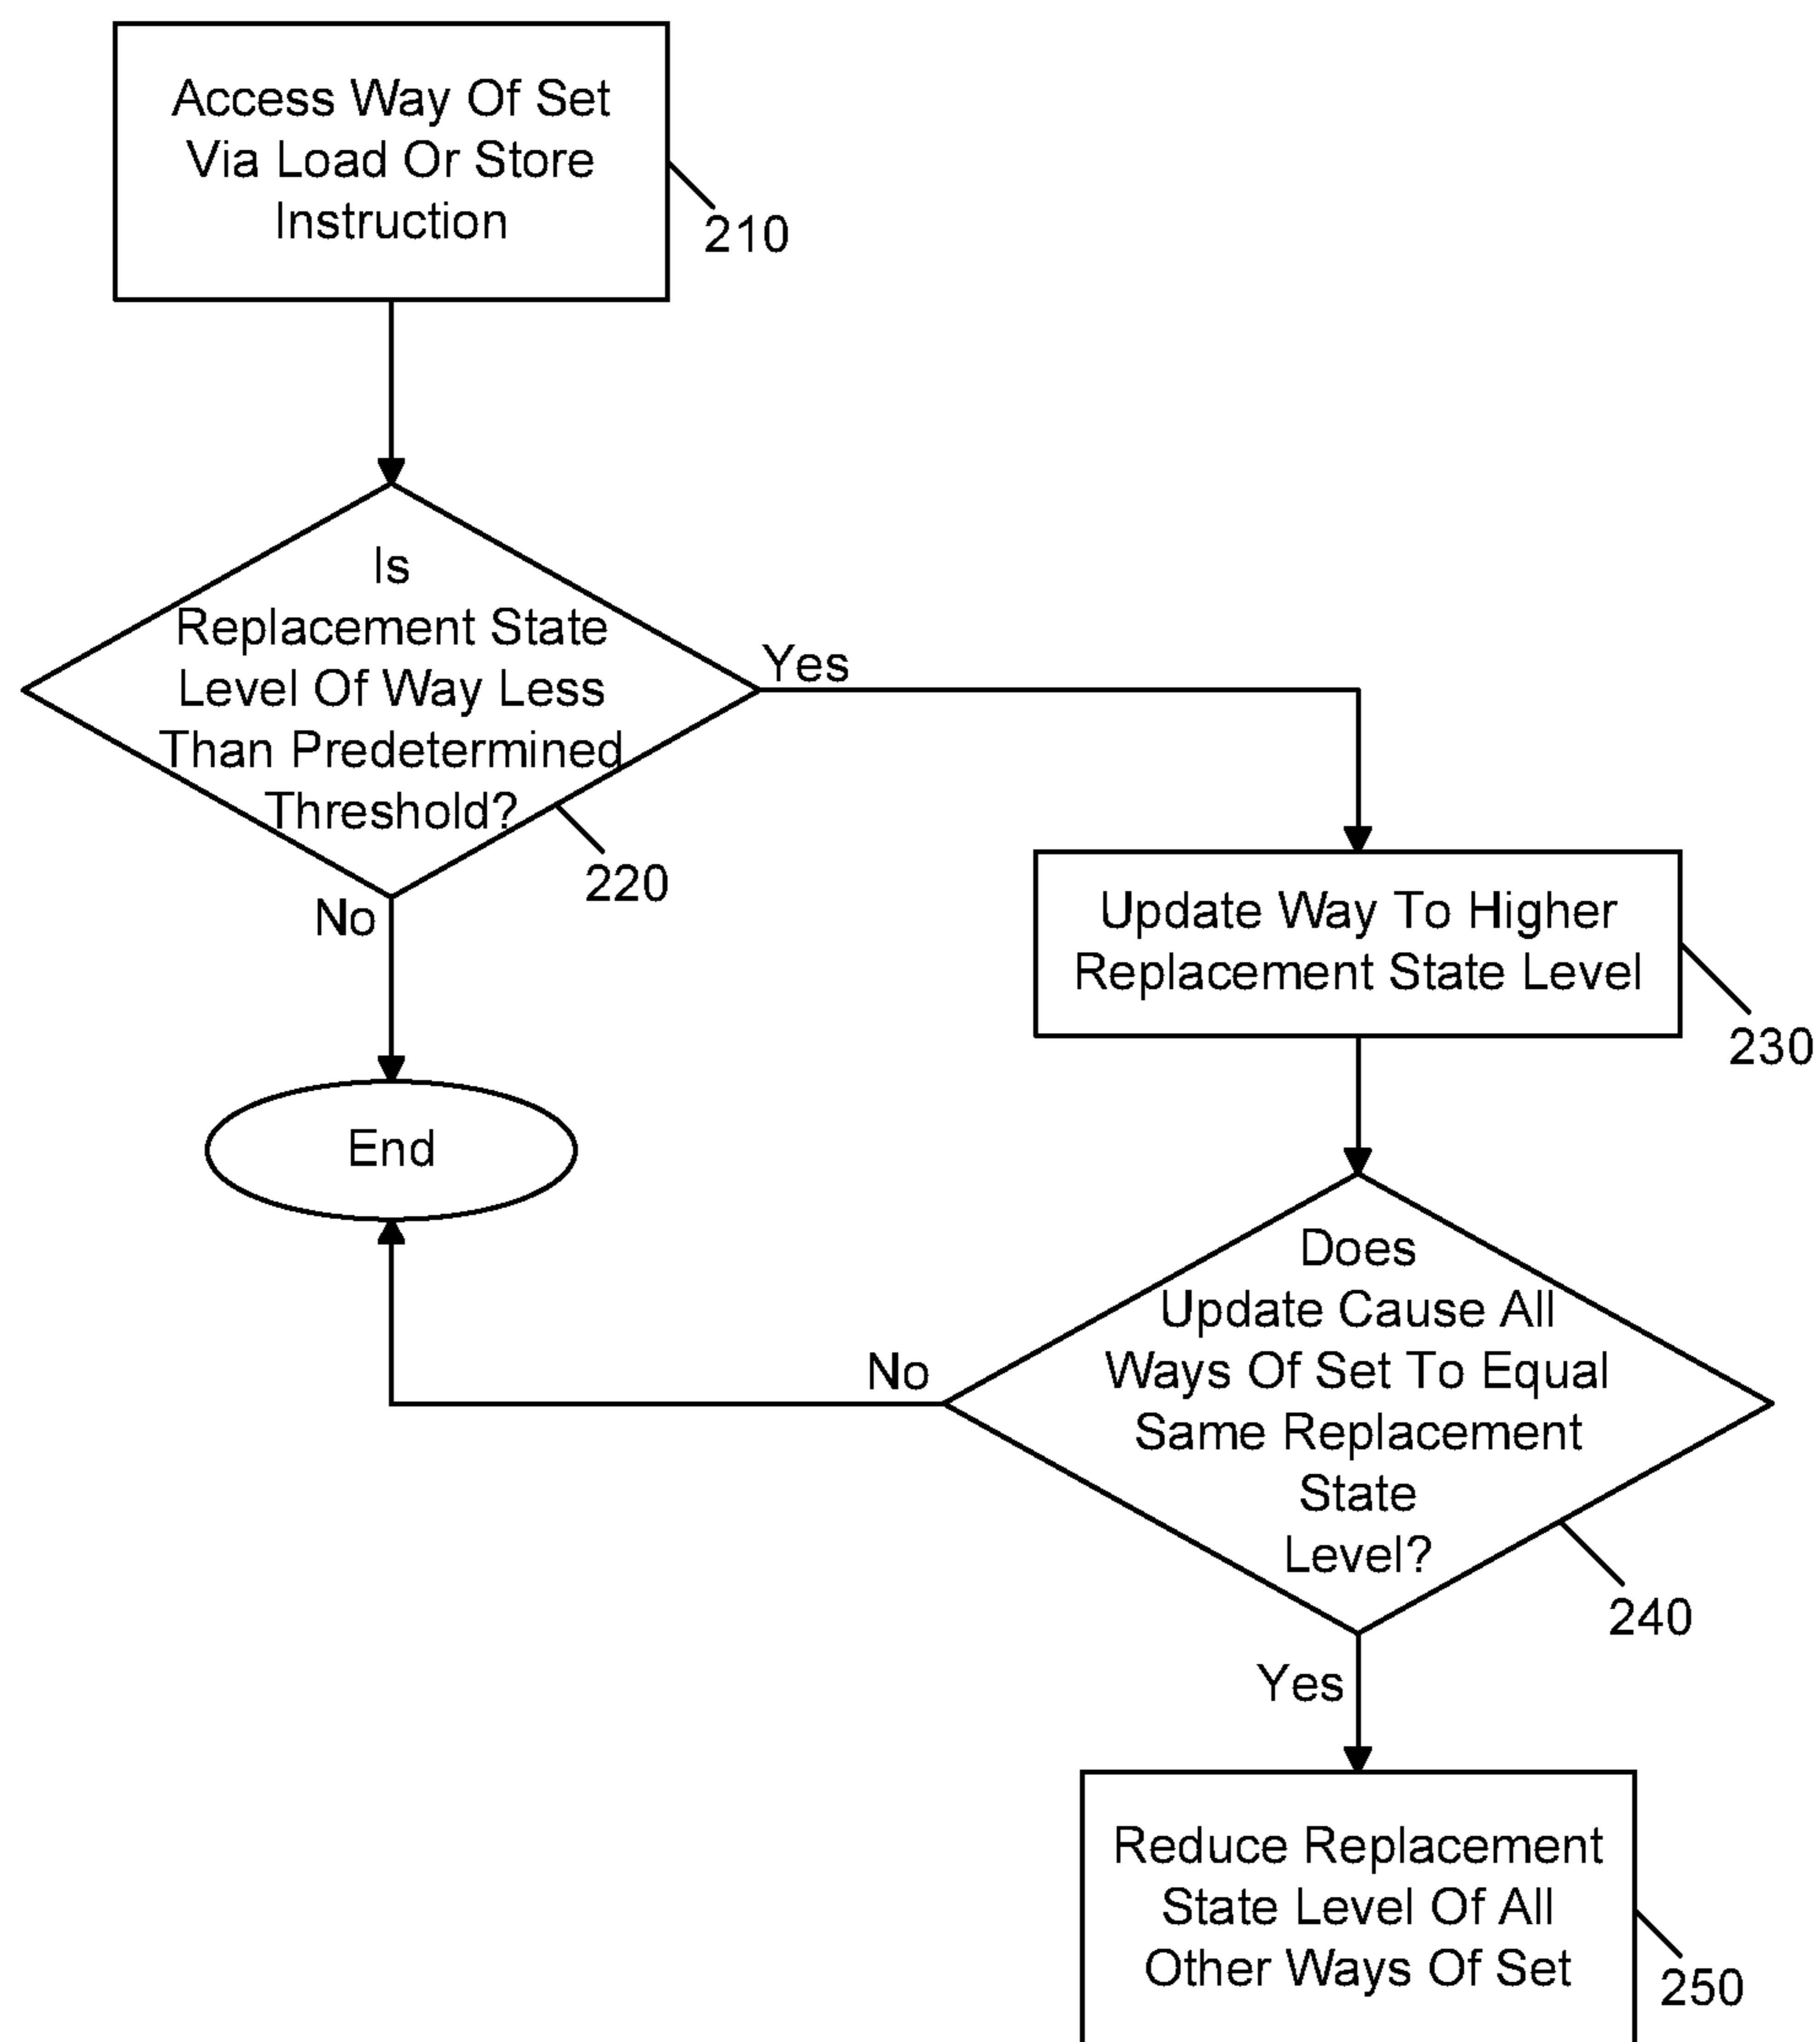 Access Way Of Set
Via Load Or Store
Instruction
210
Is
Replacement State
Level Of Way Less
Than Predetermined
Threshold?
Yes
220
No
Update Way To Higher
Replacement State Level
230
End
Does
Update Cause All
Ways Of Set To Equal
Same Replacement
State
Level?
No
240
Yes
Reduce Replacement
State Level Of All
Other Ways Of Set
250